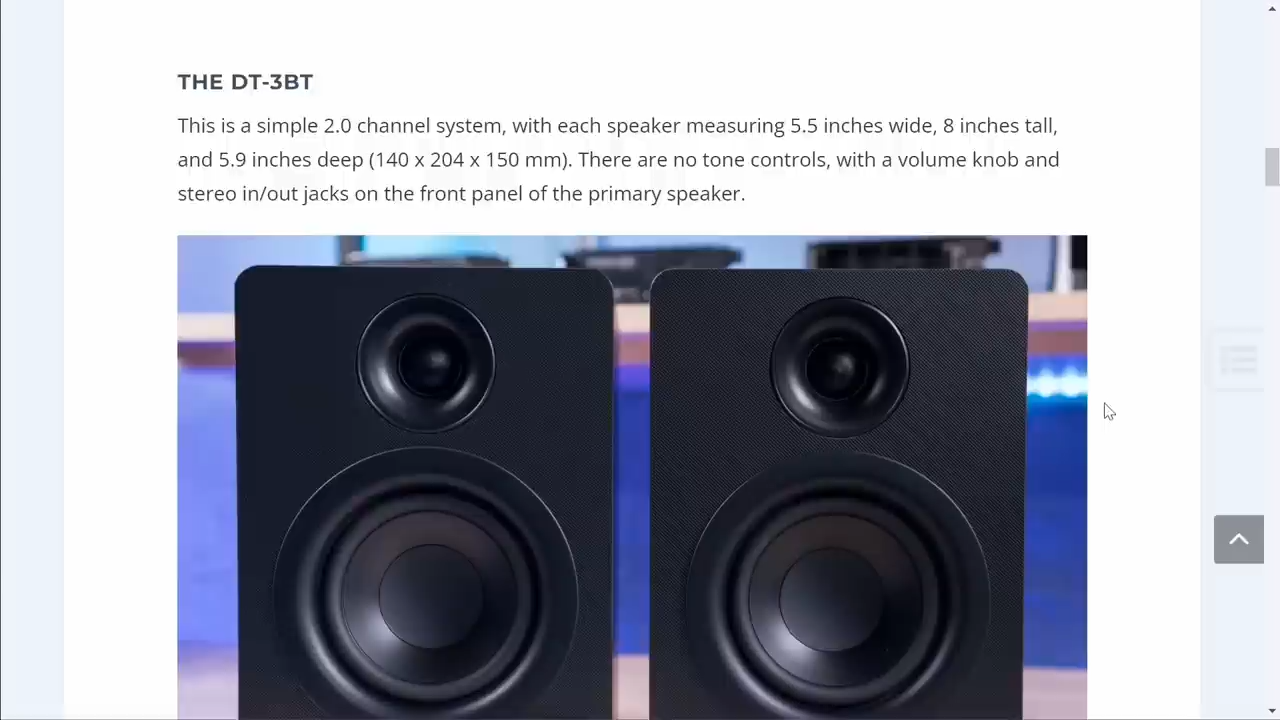 THE DT-3BT
This is a simple 2.0 channel system, with each speaker measuring 5.5 inches wide, 8 inches tall,
and 5.9 inches deep (140 x 204 x 150 mm). There are no tone controls, with a volume knob and
stereo in/out jacks on the front panel of the primary speaker.